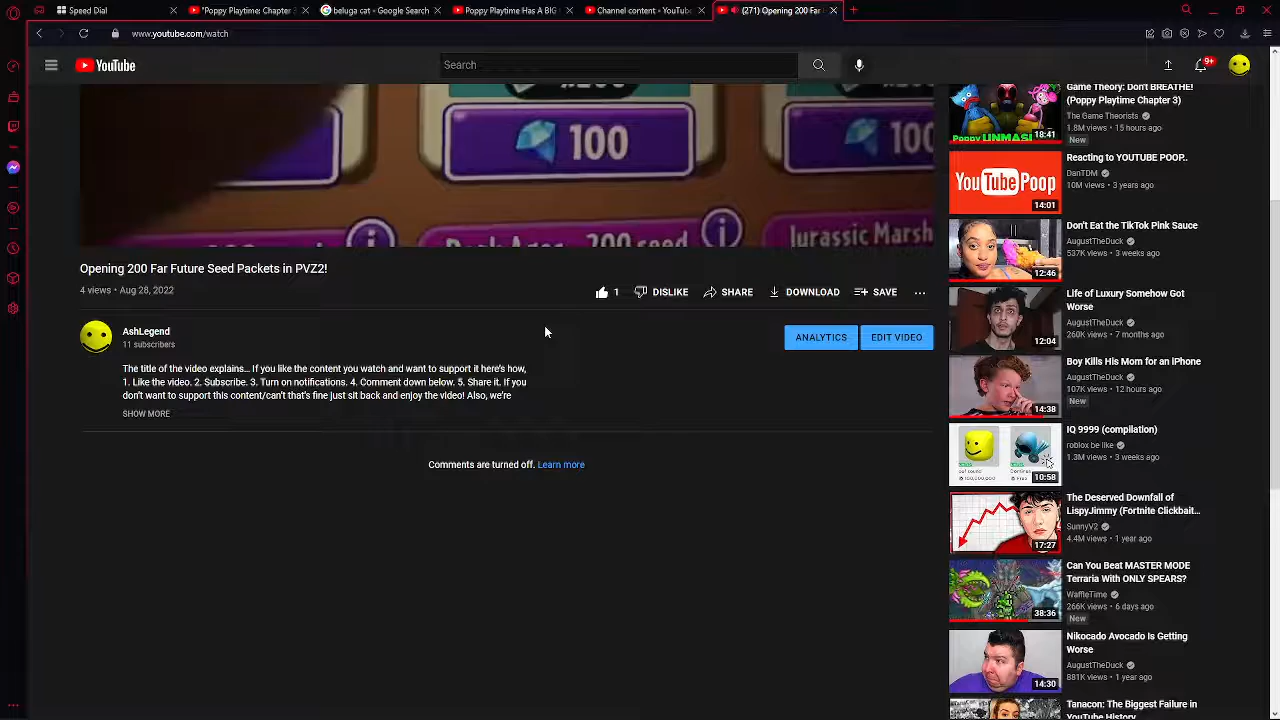 Speed Dial
"Poppy Playtime: Chapter
beluga cat - Google Search
Poppy Playtime Has A BIG
Channel content - YouTube
(271) Opening 200 Far
www.youtube.com/watch
YouTube
Search
9+
100
100
200 seed
Jurassic Marsh
Opening 200 Far Future Seed Packets in PVZ2!
4 views • Aug 28, 2022
1
DISLIKE
SHARE
DOWNLOAD
SAVE
AshLegend
11 subscribers
ANALYTICS
EDIT VIDEO
The title of the video explains... If you like the content you watch and want to support it here's how,
1. Like the video. 2. Subscribe. 3. Turn on notifications. 4. Comment down below. 5. Share it. If you
don't want to support this content/can't that's fine just sit back and enjoy the video! Also, we're
SHOW MORE
Comments are turned off. Learn more
Game Theory: Don't BREATHE!
(Poppy Playtime Chapter 3)
The Game Theorists
1.8M views • 15 hours ago
New
18:41
Reacting to YOUTUBE POOP..
DanTDM
10M views • 3 years ago
YouTube Poop
14:01
Don't Eat the TikTok Pink Sauce
AugustTheDuck
537K views • 3 weeks ago
12:46
Life of Luxury Somehow Got
Worse
AugustTheDuck
260K views • 7 months ago
12:04
Boy Kills His Mom for an iPhone
AugustTheDuck
107K views • 12 hours ago
New
14:38
IQ 9999 (compilation)
roblox be like
1.3M views • 3 weeks ago
100,000,000
Free
10:58
The Deserved Downfall of
LispyJimmy (Fortnite Clickbait...
SunnyV2
4.4M views • 1 year ago
17:27
Can You Beat MASTER MODE
Terraria With ONLY SPEARS?
WaffleTime
266K views • 6 days ago
New
38:36
Nikocado Avocado Is Getting
Worse
AugustTheDuck
881K views • 1 year ago
14:30
Tanacon: The Biggest Failure in
YouTube History